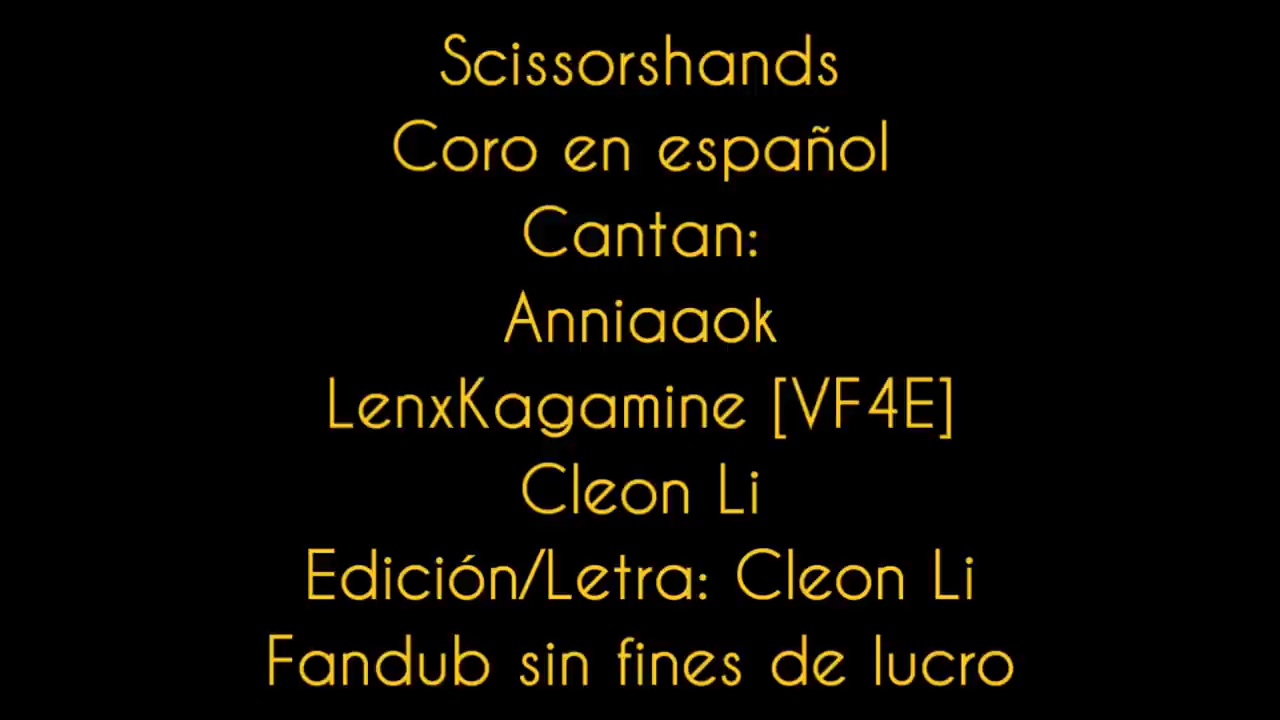 Scissorshands
Coro en español
Cantan:
Anniaaok
LenxKagamine [VF4E]
Cleon Li
Edición/Letra: Cleon Li
Fandub sin fines de lucro